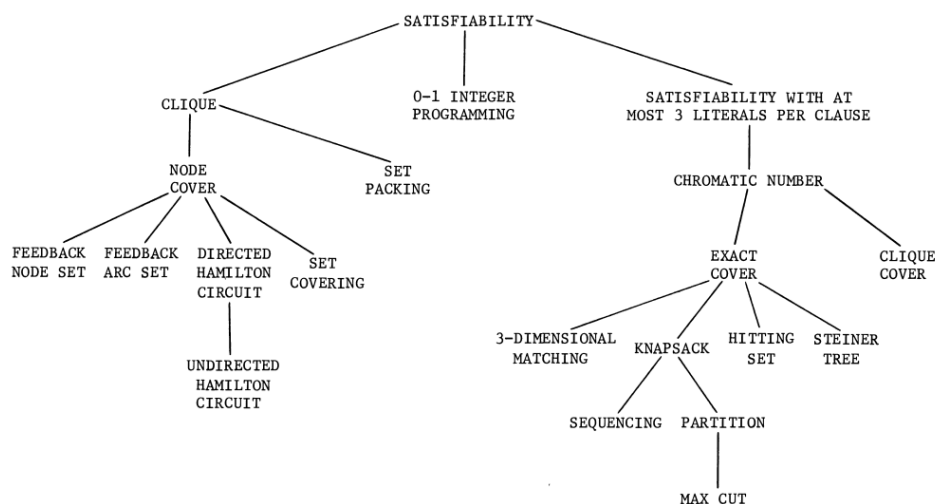 SATISFIABILITY
CLIQUE
0-1 INTEGER
PROGRAMMING
SATISFIABILITY WITH AT
MOST 3 LITERALS PER CLAUSE
NODE
COVER
SET
PACKING
CHROMATIC NUMBER
FEEDBACK
NODE SET
FEEDBACK
ARC SET
DIRECTED
HAMILTON
CIRCUIT
SET
COVERING
EXACT
COVER
CLIQUE
COVER
UNDIRECTED
HAMILTON
CIRCUIT
3-DIMENSIONAL
MATCHING
KNAPSACK
HITTING
SET
STEINER
TREE
SEQUENCING
PARTITION
MAX CUT